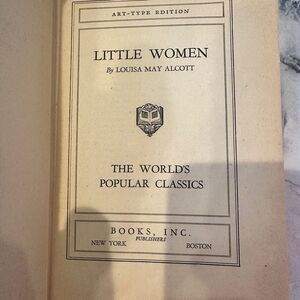 ART-TYPE EDITION
LITTLE WOMEN
By LOUISA MAY ALCOTT
THE WORLD'S
POPULAR CLASSICS
BOOKS, INC.
PUBLISHERS
NEW YORK BOSTON